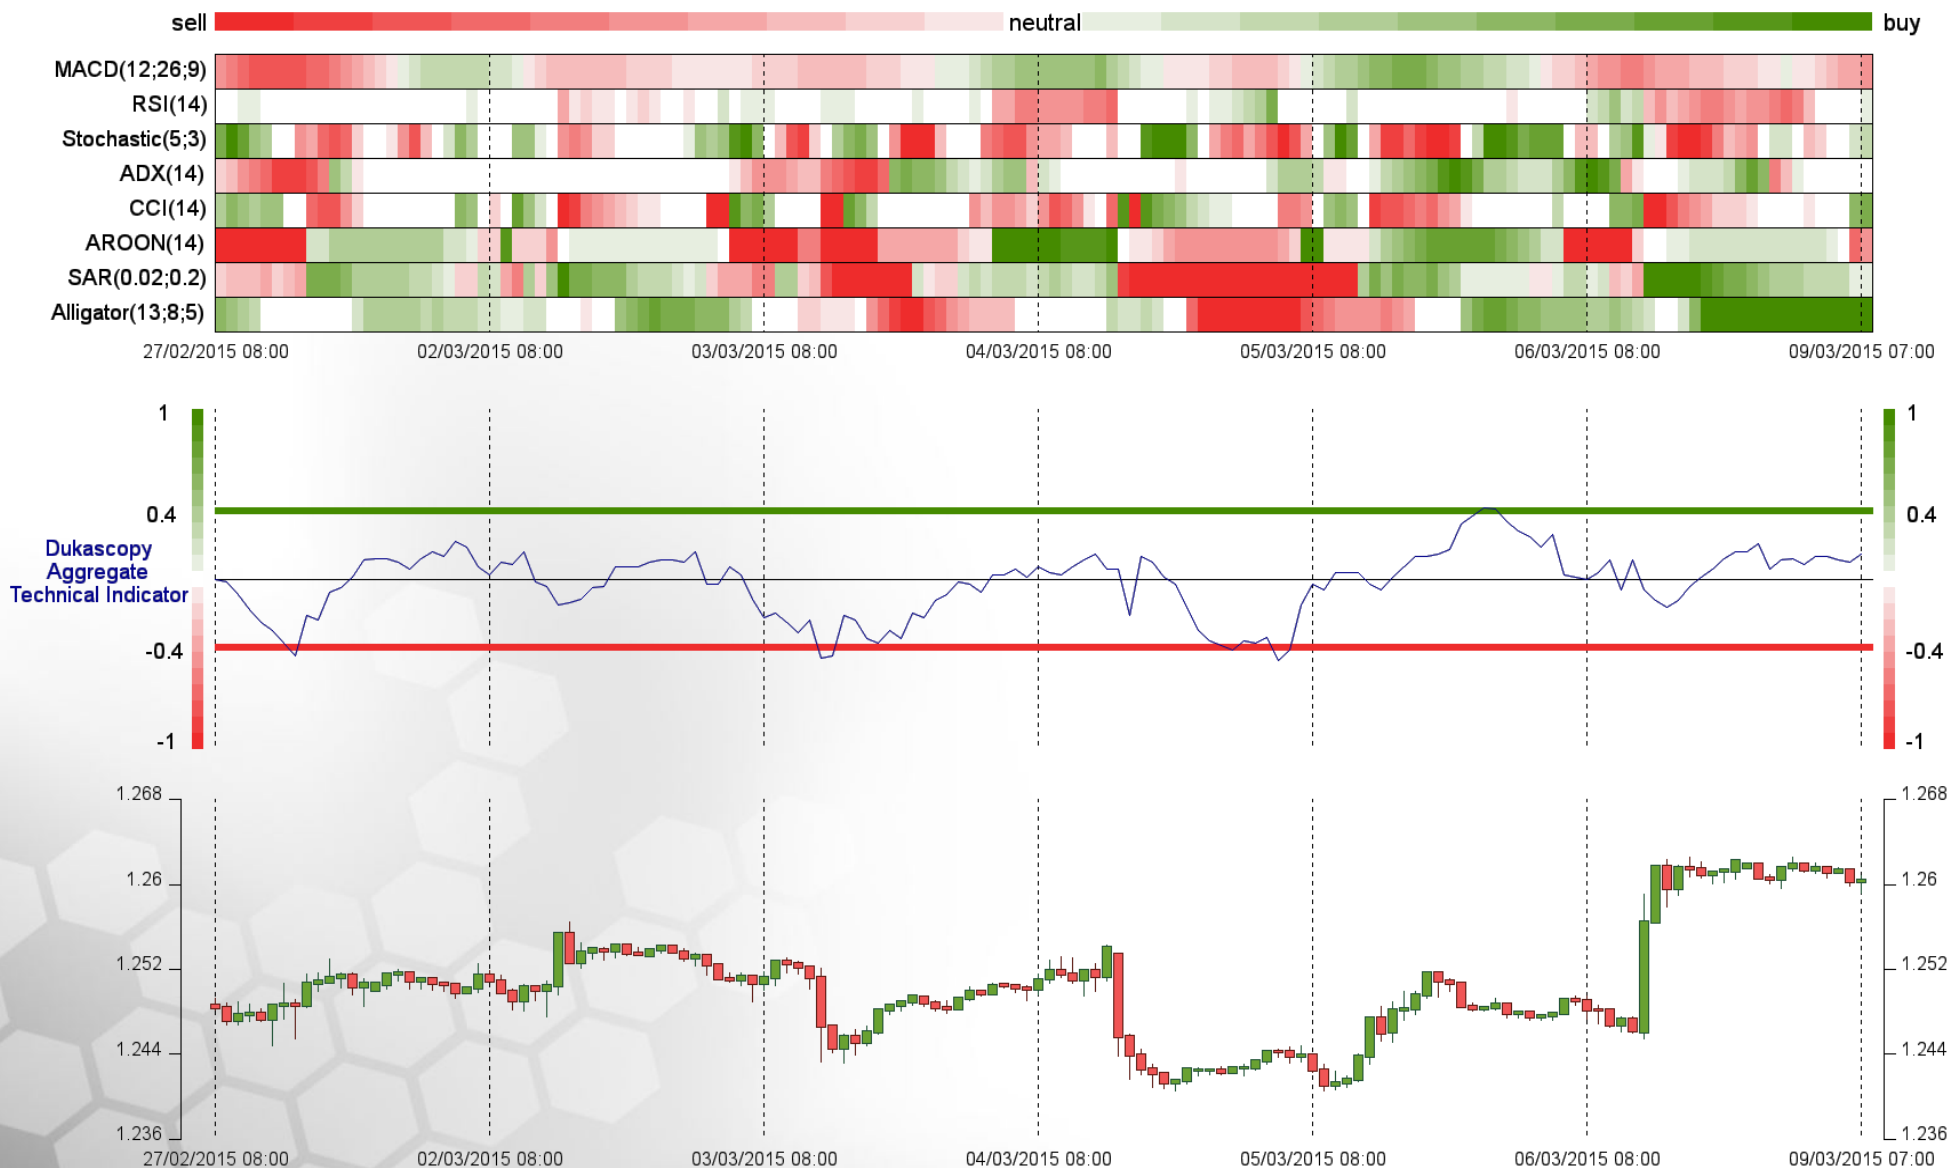 sell neutral buy
MACD(12;26;9)
RSI(14)
Stochastic(5;3)
ADX(14)
CCI(14)
AROON(14)
SAR(0.02;0.2)
Alligator(13;8;5)
27/02/2015 08:00 02/03/2015 08:00 03/03/2015 08:00 04/03/2015 08:00 05/03/2015 08:00 06/03/2015 08:00 09/03/2015 07:00
1 1
0.4 0.4
Dukascopy
Aggregate
Technical Indicator
-0.4 -0.4
-1 -1
1.268 1.268
1.26 1.26
1.252 1.252
1.244 1.244
1.236 1.236
27/02/2015 08:00 02/03/2015 08:00 03/03/2015 08:00 04/03/2015 08:00 05/03/2015 08:00 06/03/2015 08:00 09/03/2015 07:00